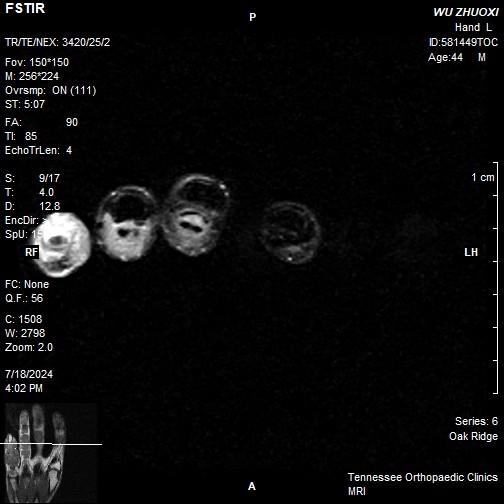 FSTIR
P
WU ZHUOXI
Hand L
ID:581449TOC
Age:44 M
TR/TE/NEX: 3420/25/2
Fov: 150*150
M: 256*224
Ovrsmp: ON (111)
ST: 5:07
FA: 90
TI: 85
EchoTrLen: 4
S: 9/17
T: 4.0
D: 12.8
EncDir:
SpU:
1 cm
RF
LH
FC: None
Q.F.: 56
C: 1508
W: 2798
Zoom: 2.0
7/18/2024
4:02 PM
Series: 6
Oak Ridge
A
Tennessee Orthopaedic Clinics
MRI